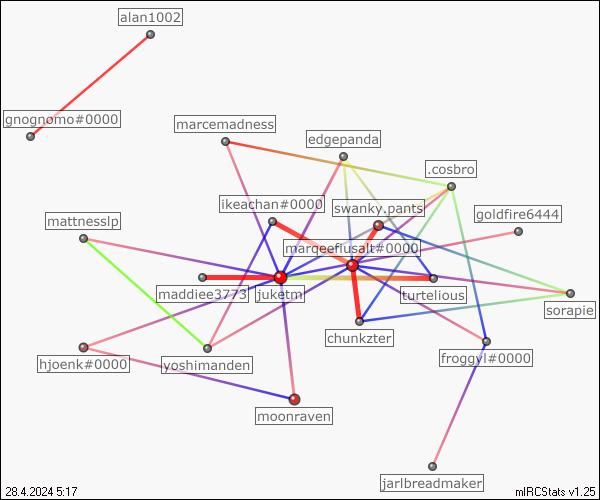 alan1002
gnognomo#0000
marcemadness
edgepanda
.cosbro
ikeachan#0000
swanky.pants
goldfire6444
mattnesslp
marqeeflusalt#0000
maddiee3773
juketm
turtelious
sorapie
chunkzter
hjoenk#0000
yoshimanden
froggyl#0000
moonraven
jarlbreadmaker
28.4.2024 5:17
mIRCStats v1.25